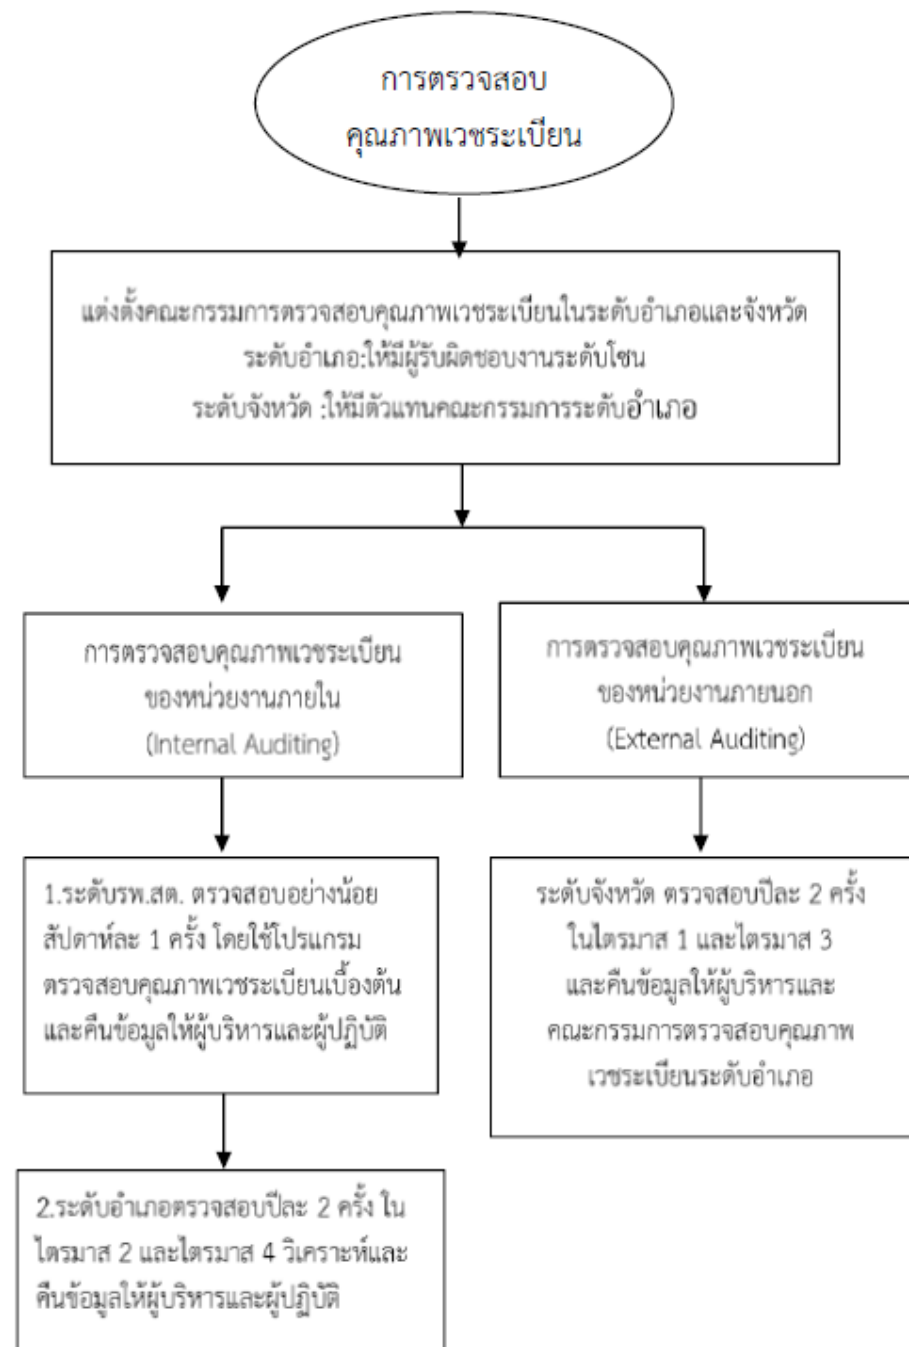 การตรวจสอบ
คุณภาพเวชระเบียน
แต่งตั้งคณะกรรมการตรวจสอบคุณภาพเวชระเบียนในระดับอำเภอและจังหวัด
ระดับอำเภอ:ให้มีผู้รับผิดชอบงานระดับโซน
ระดับจังหวัด :ให้มีตัวแทนคณะกรรมการระดับอำเภอ
การตรวจสอบคุณภาพเวชระเบียน
ของหน่วยงานภายใน
(Internal Auditing)
การตรวจสอบคุณภาพเวชระเบียน
ของหน่วยงานภายนอก
(External Auditing)
1.ระดับรพ.สต. ตรวจสอบอย่างน้อย
สัปดาห์ละ 1 ครั้ง โดยใช้โปรแกรม
ตรวจสอบคุณภาพเวชระเบียนเบื้องต้น
และคืนข้อมูลให้ผู้บริหารและผู้ปฏิบัติ
ระดับจังหวัด ตรวจสอบปีละ 2 ครั้ง
ในไตรมาส 1 และไตรมาส 3
และคืนข้อมูลให้ผู้บริหารและ
คณะกรรมการตรวจสอบคุณภาพ
เวชระเบียนระดับอำเภอ
2.ระดับอำเภอตรวจสอบปีละ 2 ครั้ง ใน
ไตรมาส 2 และไตรมาส 4 วิเคราะห์และ
คืนข้อมูลให้ผู้บริหารและผู้ปฏิบัติ